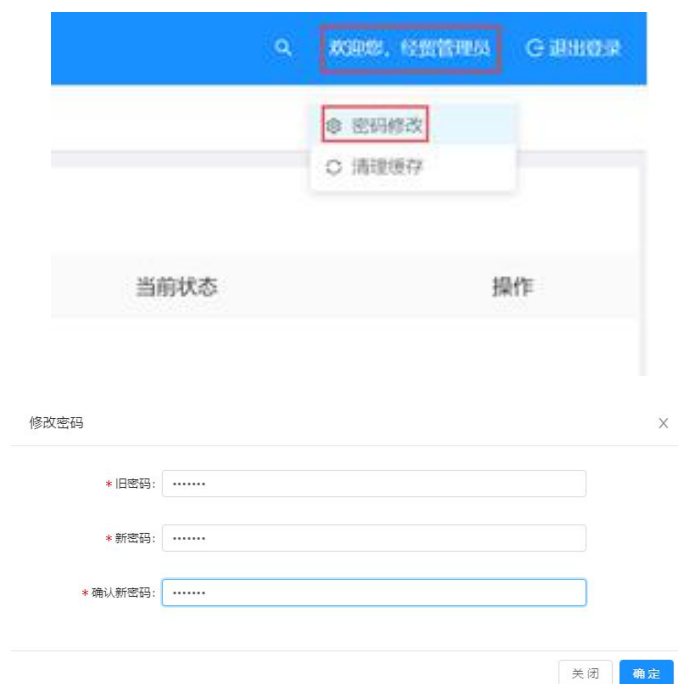 欢迎您，经贸管理员 退出登录
密码修改
清理缓存
当前状态 操作
修改密码
* 旧密码: •••••••
* 新密码: •••••••
* 确认新密码: •••••••
关闭 确定